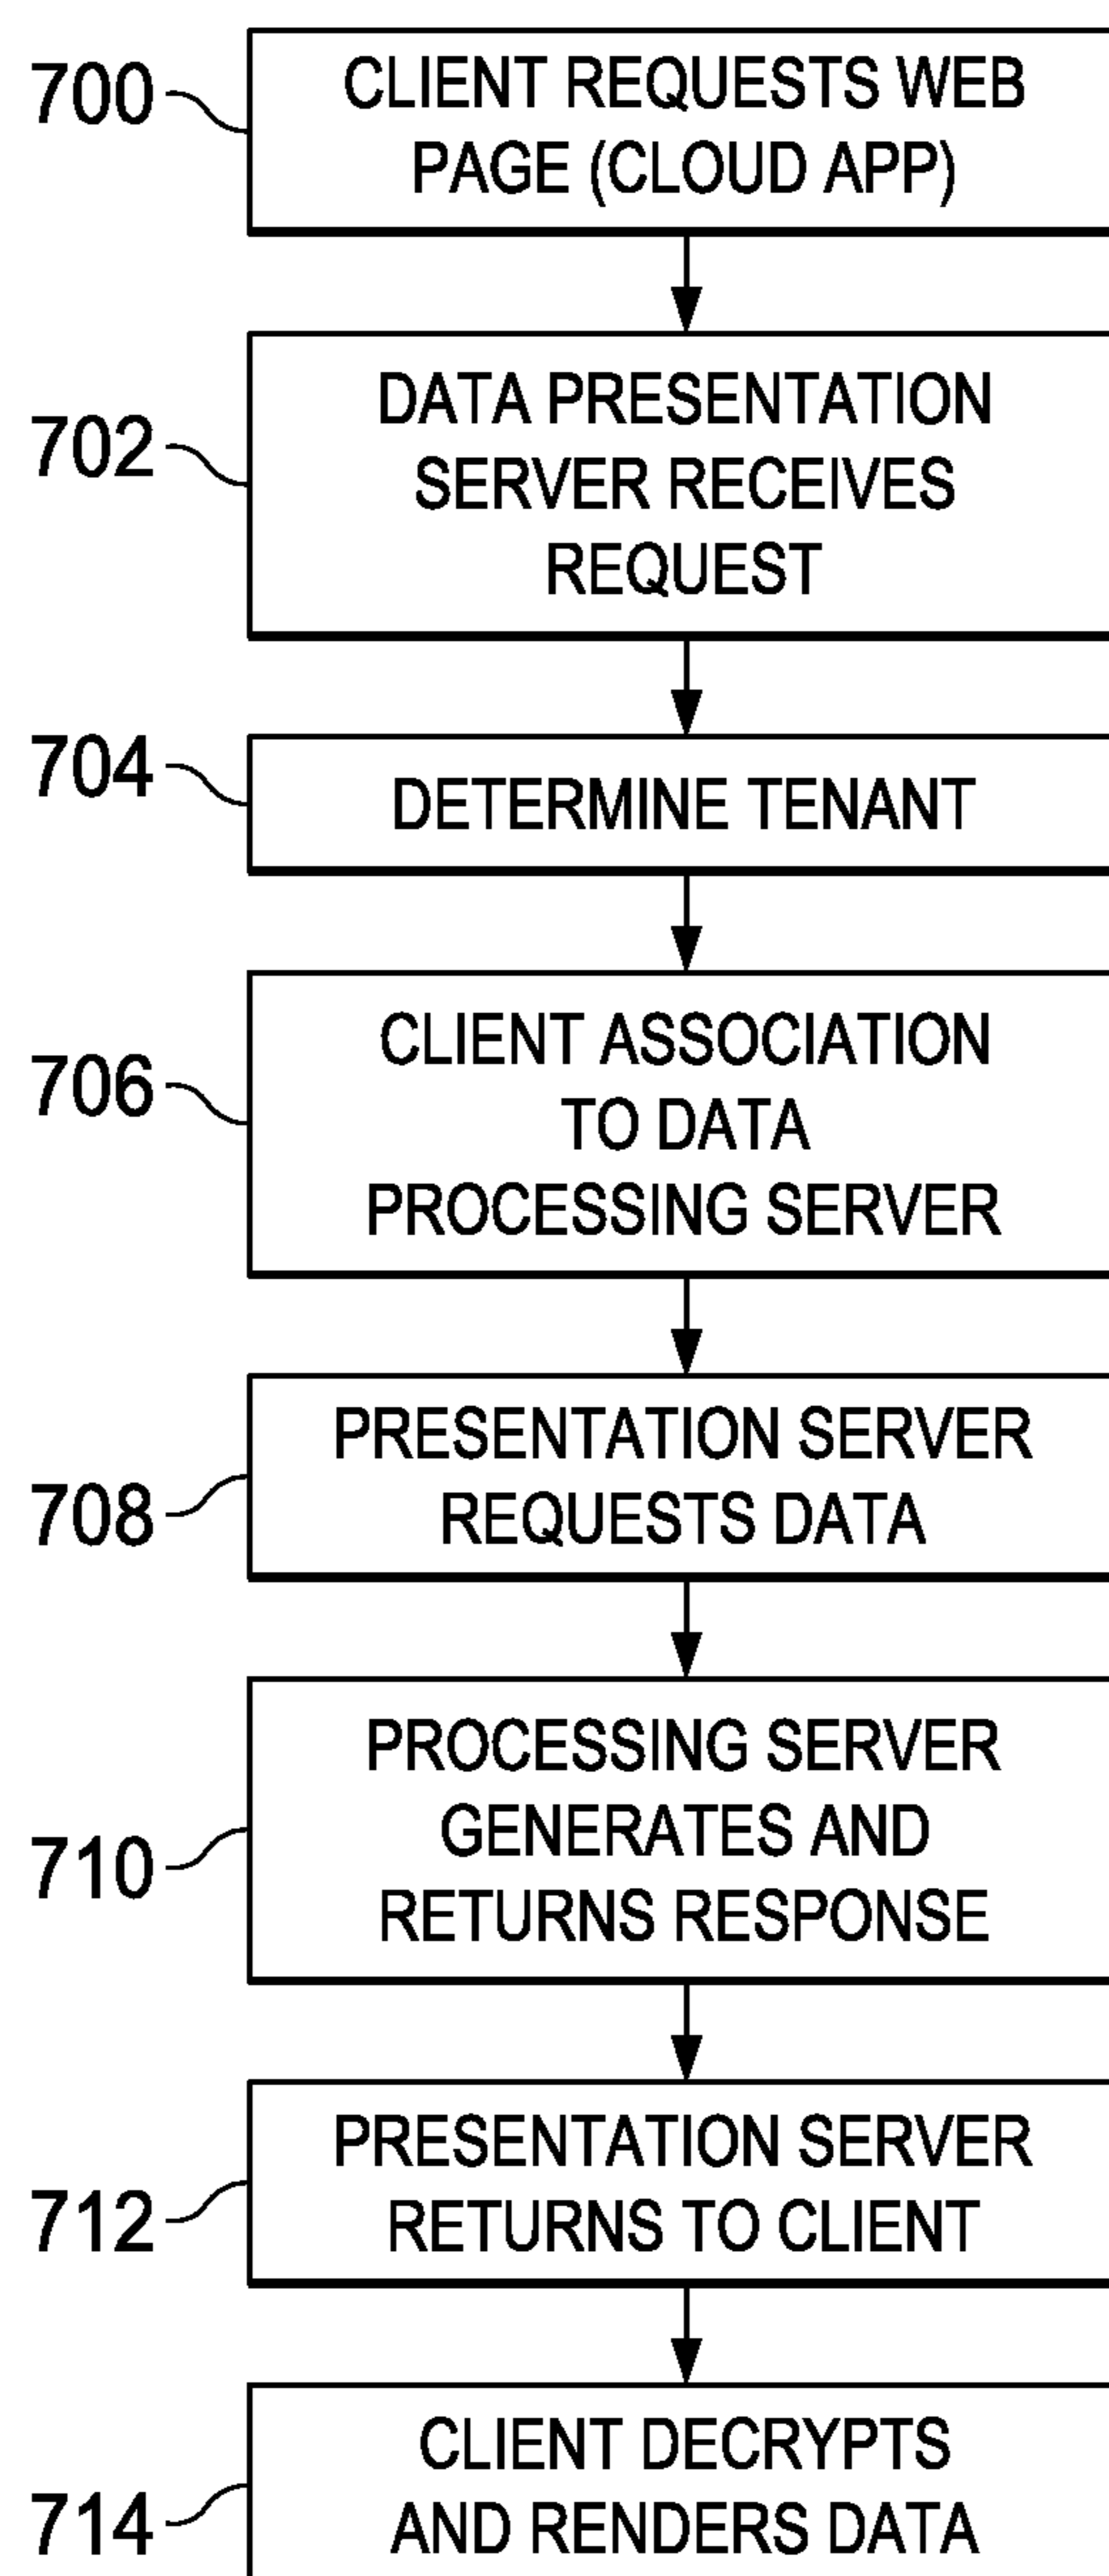 700
CLIENT REQUESTS WEB
PAGE (CLOUD APP)
702
DATA PRESENTATION
SERVER RECEIVES
REQUEST
704
DETERMINE TENANT
706
CLIENT ASSOCIATION
TO DATA
PROCESSING SERVER
708
PRESENTATION SERVER
REQUESTS DATA
710
PROCESSING SERVER
GENERATES AND
RETURNS RESPONSE
712
PRESENTATION SERVER
RETURNS TO CLIENT
714
CLIENT DECRYPTS
AND RENDERS DATA